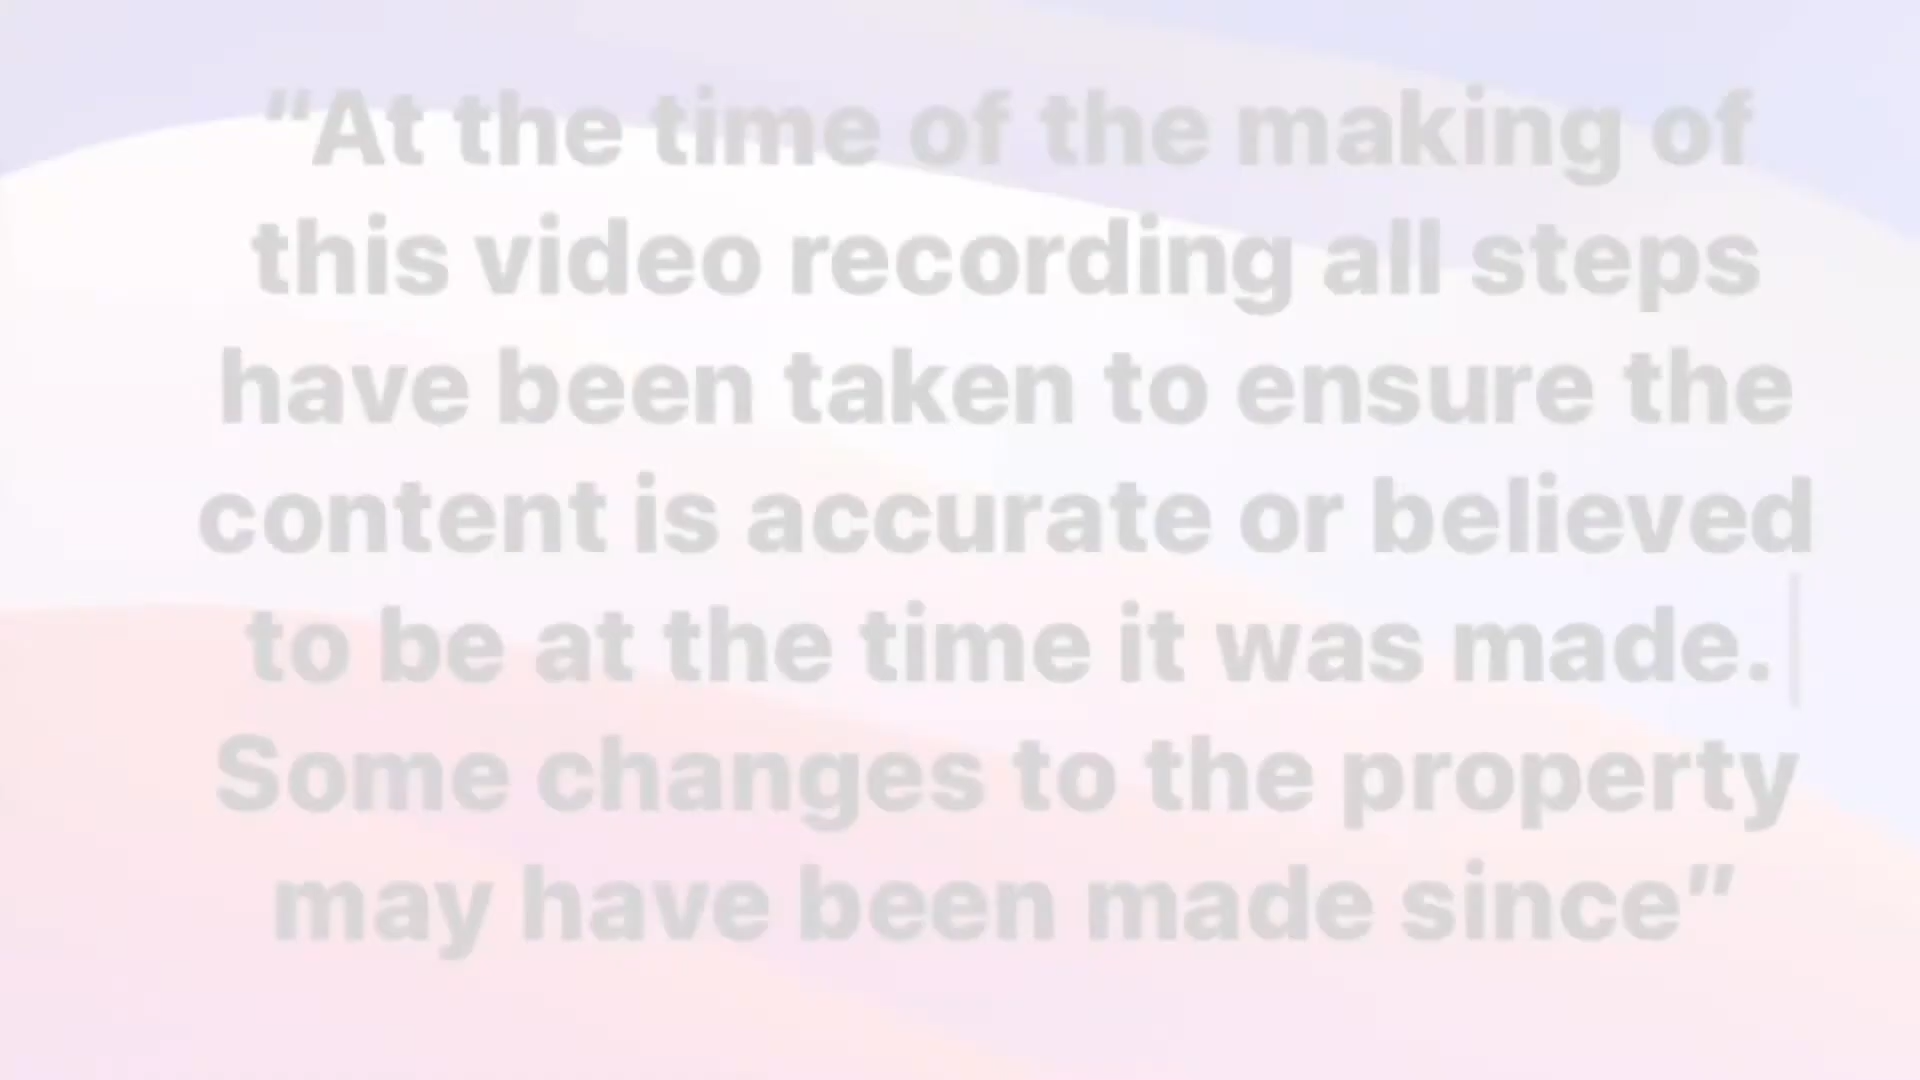 “At the time of the making of
this video recording all steps
have been taken to ensure the
content is accurate or believed
to be at the time it was made.
Some changes to the property
may have been made since”